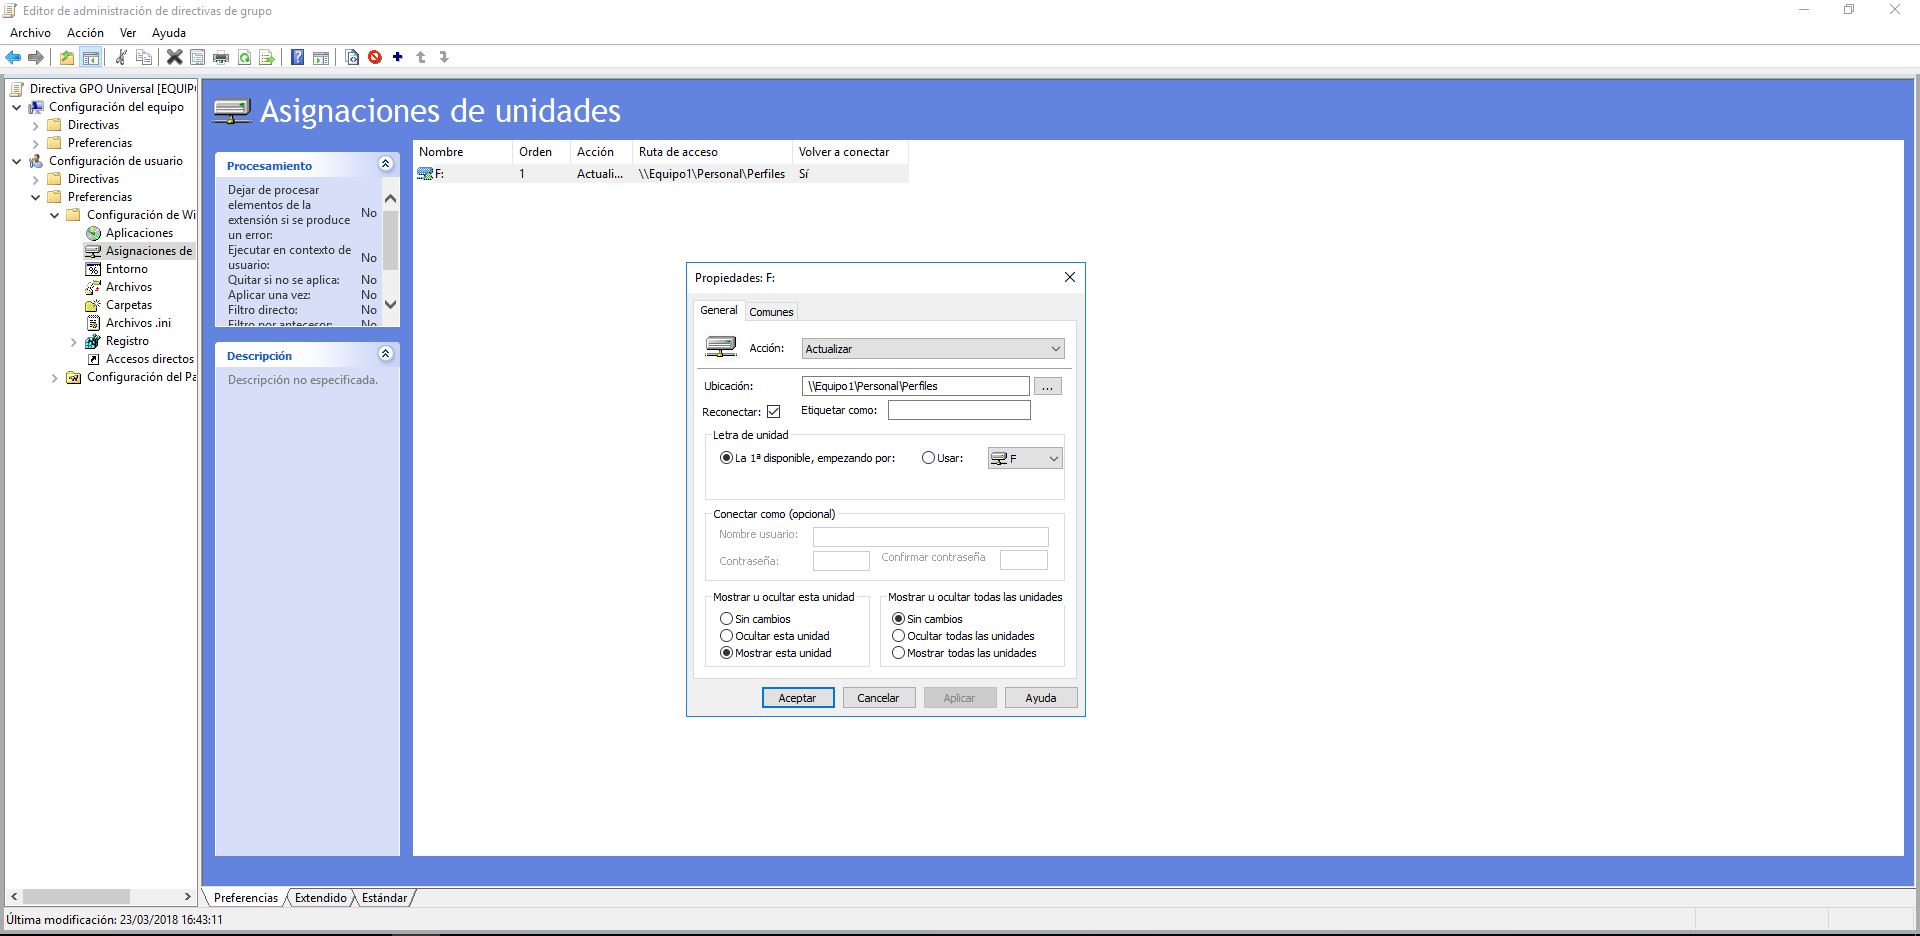 Editor de administración de directivas de grupo
Archivo Acción Ver Ayuda
Directiva GPO Universal [EQUIP
Configuración del equipo
Directivas
Preferencias
Configuración de usuario
Directivas
Preferencias
Configuración de Wi
Aplicaciones
Asignaciones de
Entorno
Archivos
Carpetas
Archivos .ini
Registro
Accesos directos
Configuración del Pa
Asignaciones de unidades
Procesamiento
Dejar de procesar
elementos de la
extensión si se produce
un error: No
Ejecutar en contexto de
usuario: No
Quitar si no se aplica: No
Aplicar una vez: No
Filtro directo: No
Filtro por antecesor: No
Descripción
Descripción no especificada.
Nombre Orden Acción Ruta de acceso Volver a conectar
F: 1 Actuali... \\Equipo1\Personal\Perfiles Sí
Propiedades: F:
General Comunes
Acción: Actualizar
Ubicación: \\Equipo1\Personal\Perfiles ...
Reconectar: Etiquetar como:
Letra de unidad
La 1ª disponible, empezando por: Usar: F
Conectar como (opcional)
Nombre usuario:
Contraseña: Confirmar contraseña
Mostrar u ocultar esta unidad
Sin cambios
Ocultar esta unidad
Mostrar esta unidad
Mostrar u ocultar todas las unidades
Sin cambios
Ocultar todas las unidades
Mostrar todas las unidades
Aceptar Cancelar Aplicar Ayuda
Preferencias Extendido Estándar
Última modificación: 23/03/2018 16:43:11